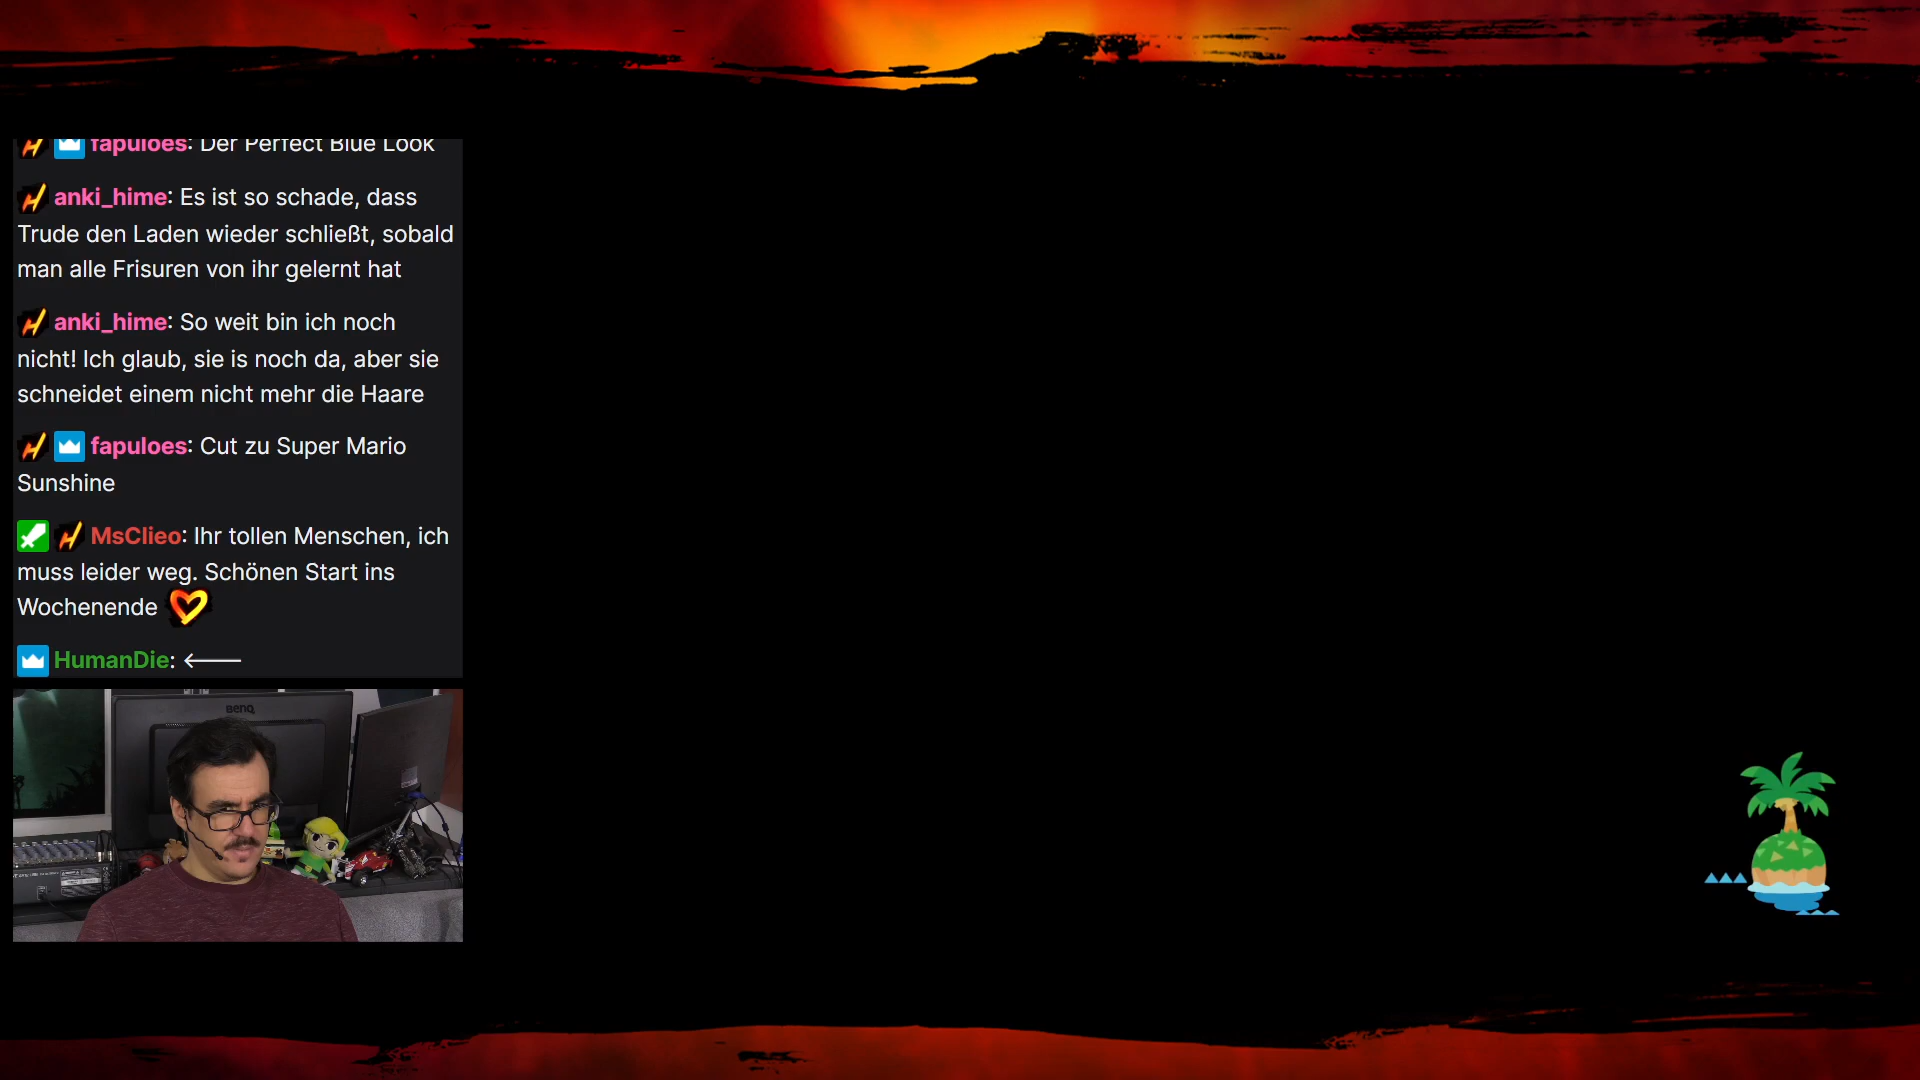 fapuloes: Der Perfect Blue Look
anki_hime: Es ist so schade, dass
Trude den Laden wieder schließt, sobald
man alle Frisuren von ihr gelernt hat
anki_hime: So weit bin ich noch
nicht! Ich glaub, sie is noch da, aber sie
schneidet einem nicht mehr die Haare
fapuloes: Cut zu Super Mario
Sunshine
MsClieo: Ihr tollen Menschen, ich
muss leider weg. Schönen Start ins
Wochenende
HumanDie: <——
BenQ